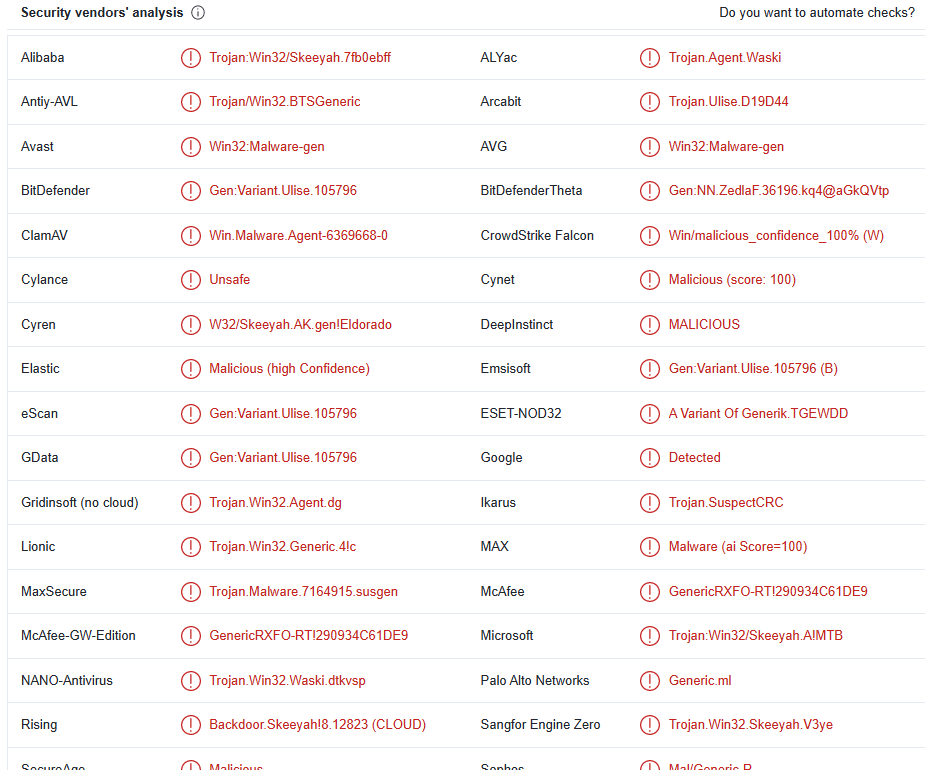 Security vendors' analysis Do you want to automate checks?
Alibaba Trojan:Win32/Skeeyah.7fb0ebff ALYac Trojan.Agent.Waski
Antiy-AVL Trojan/Win32.BTSGeneric Arcabit Trojan.Ulise.D19D44
Avast Win32:Malware-gen AVG Win32:Malware-gen
BitDefender Gen:Variant.Ulise.105796 BitDefenderTheta Gen:NN.ZedlaF.36196.kq4@aGkQVtp
ClamAV Win.Malware.Agent-6369668-0 CrowdStrike Falcon Win/malicious_confidence_100% (W)
Cylance Unsafe Cynet Malicious (score: 100)
Cyren W32/Skeeyah.AK.gen!Eldorado DeepInstinct MALICIOUS
Elastic Malicious (high Confidence) Emsisoft Gen:Variant.Ulise.105796 (B)
eScan Gen:Variant.Ulise.105796 ESET-NOD32 A Variant Of Generik.TGEWDD
GData Gen:Variant.Ulise.105796 Google Detected
Gridinsoft (no cloud) Trojan.Win32.Agent.dg Ikarus Trojan.SuspectCRC
Lionic Trojan.Win32.Generic.4!c MAX Malware (ai Score=100)
MaxSecure Trojan.Malware.7164915.susgen McAfee GenericRXFO-RT!290934C61DE9
McAfee-GW-Edition GenericRXFO-RT!290934C61DE9 Microsoft Trojan:Win32/Skeeyah.A!MTB
NANO-Antivirus Trojan.Win32.Waski.dtkvsp Palo Alto Networks Generic.ml
Rising Backdoor.Skeeyah!8.12823 (CLOUD) Sangfor Engine Zero Trojan.Win32.Skeeyah.V3ye
SecureAge Malicious Sophos Mal/Generic-R